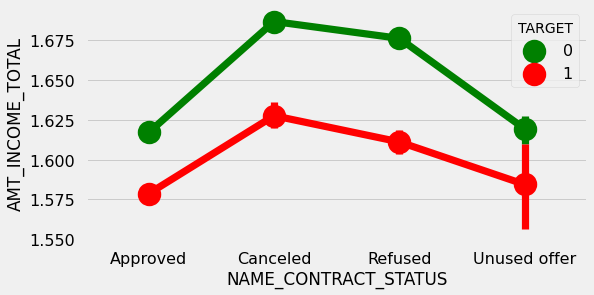 TARGET
0
1
AMT_INCOME_TOTAL
1.675
1.650
1.625
1.600
1.575
1.550
Approved Canceled Refused Unused offer
NAME_CONTRACT_STATUS